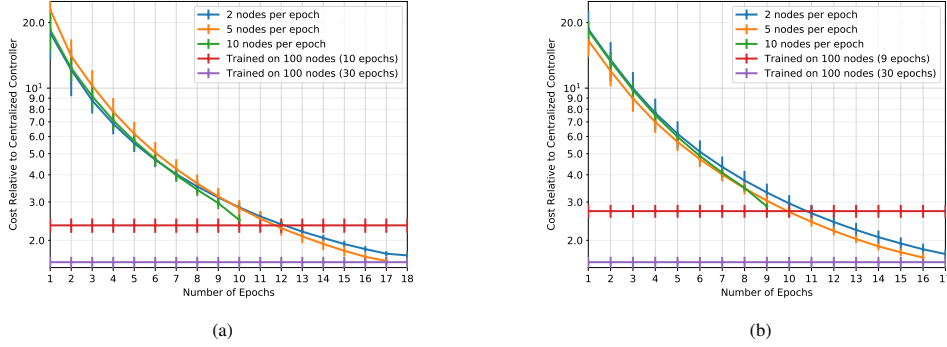 2 nodes per epoch
5 nodes per epoch
10 nodes per epoch
Trained on 100 nodes (10 epochs)
Trained on 100 nodes (30 epochs)
20.0
10¹
9.0
8.0
7.0
6.0
5.0
4.0
3.0
2.0
Cost Relative to Centralized Controller
1 2 3 4 5 6 7 8 9 10 11 12 13 14 15 16 17 18
Number of Epochs
(a)
2 nodes per epoch
5 nodes per epoch
10 nodes per epoch
Trained on 100 nodes (9 epochs)
Trained on 100 nodes (30 epochs)
20.0
10¹
9.0
8.0
7.0
6.0
5.0
4.0
3.0
2.0
Cost Relative to Centralized Controller
1 2 3 4 5 6 7 8 9 10 11 12 13 14 15 16
Number of Epochs
(b)